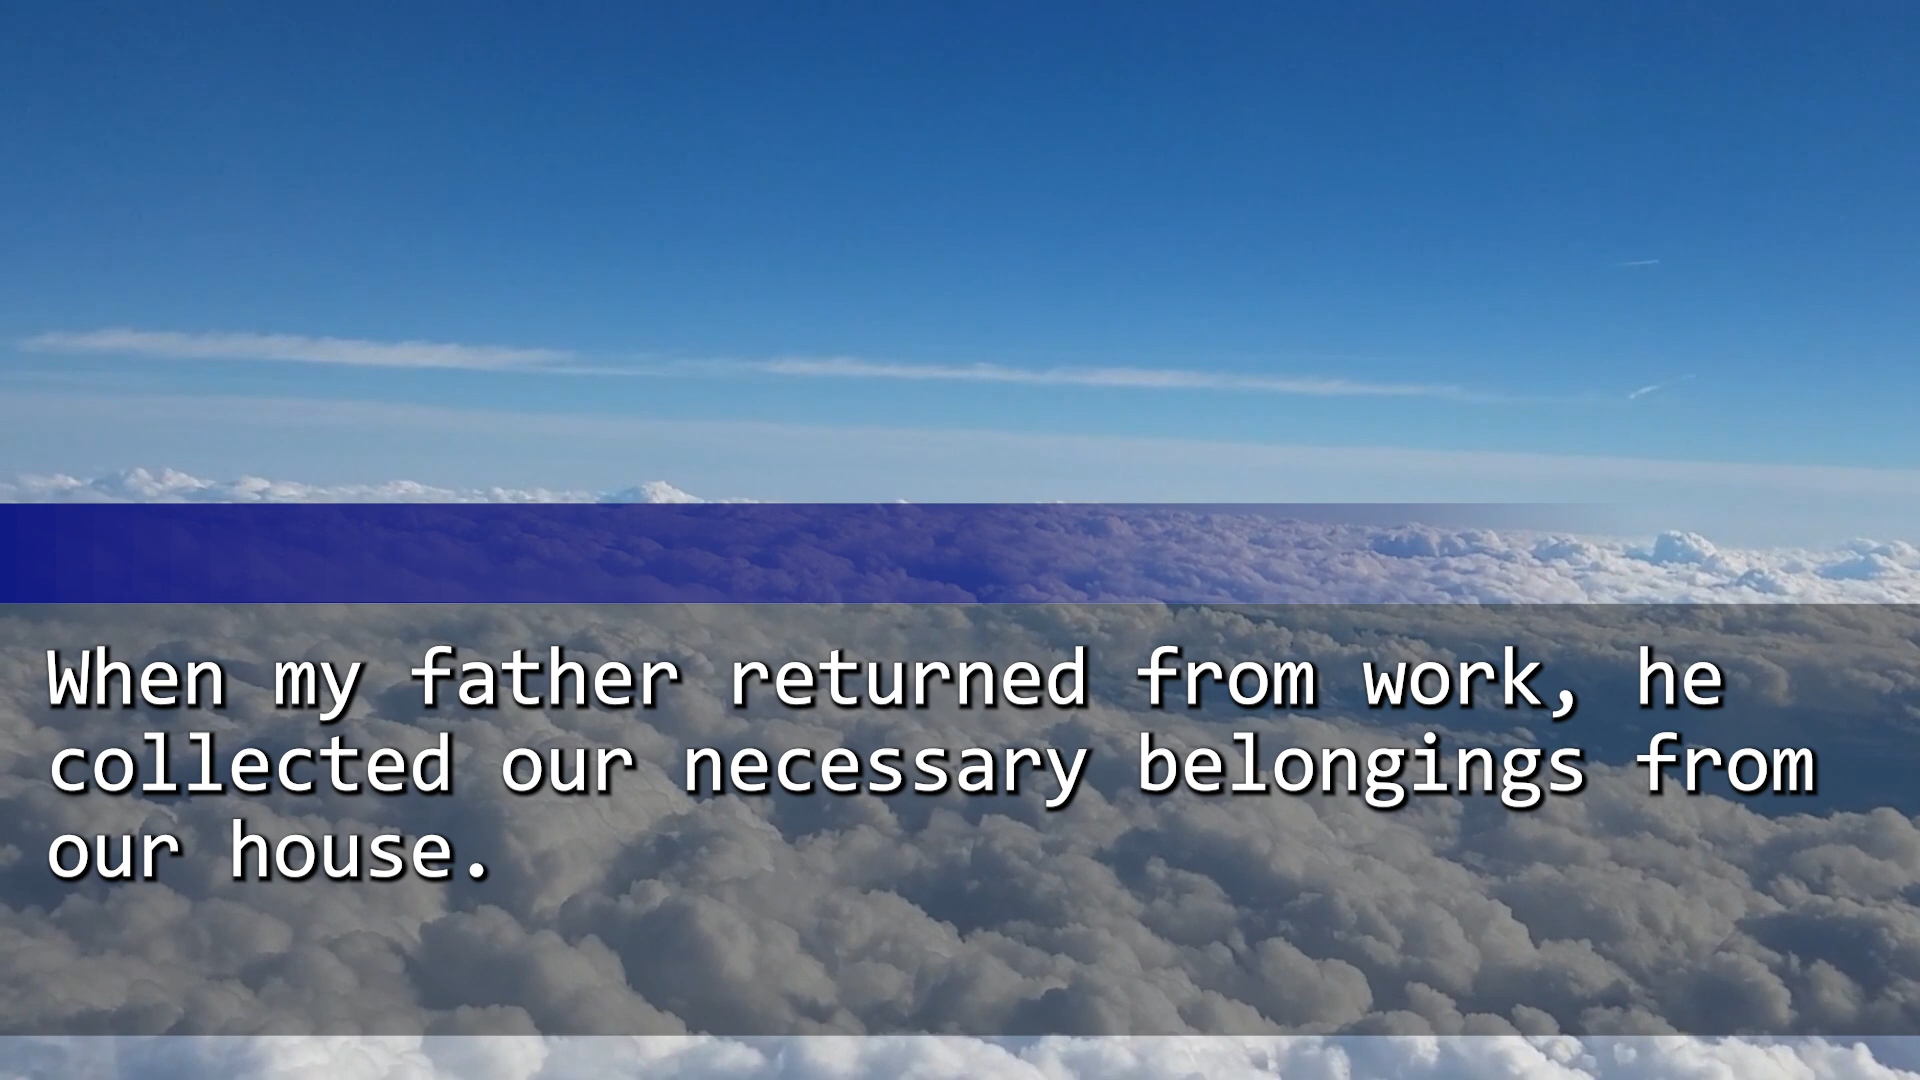 When my father returned from work, he
collected our necessary belongings from
our house.